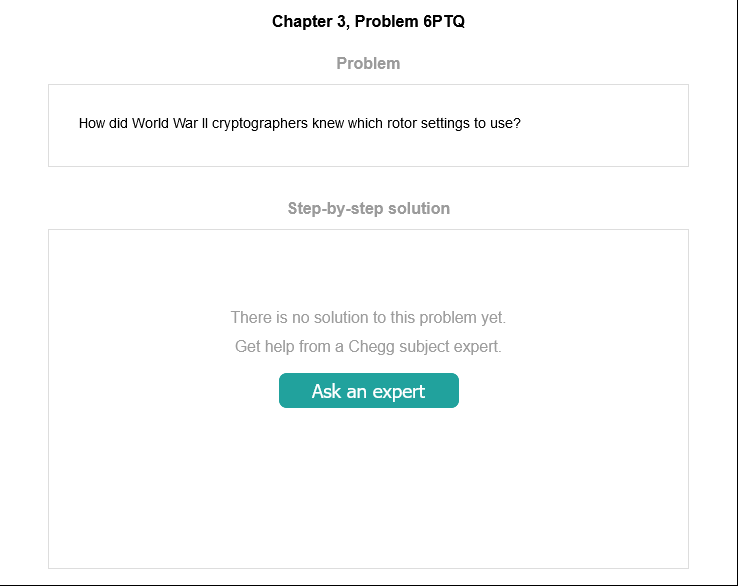 Chapter 3, Problem 6PTQ
Problem
How did World War II cryptographers knew which rotor settings to use?
Step-by-step solution
There is no solution to this problem yet.
Get help from a Chegg subject expert.
Ask an expert